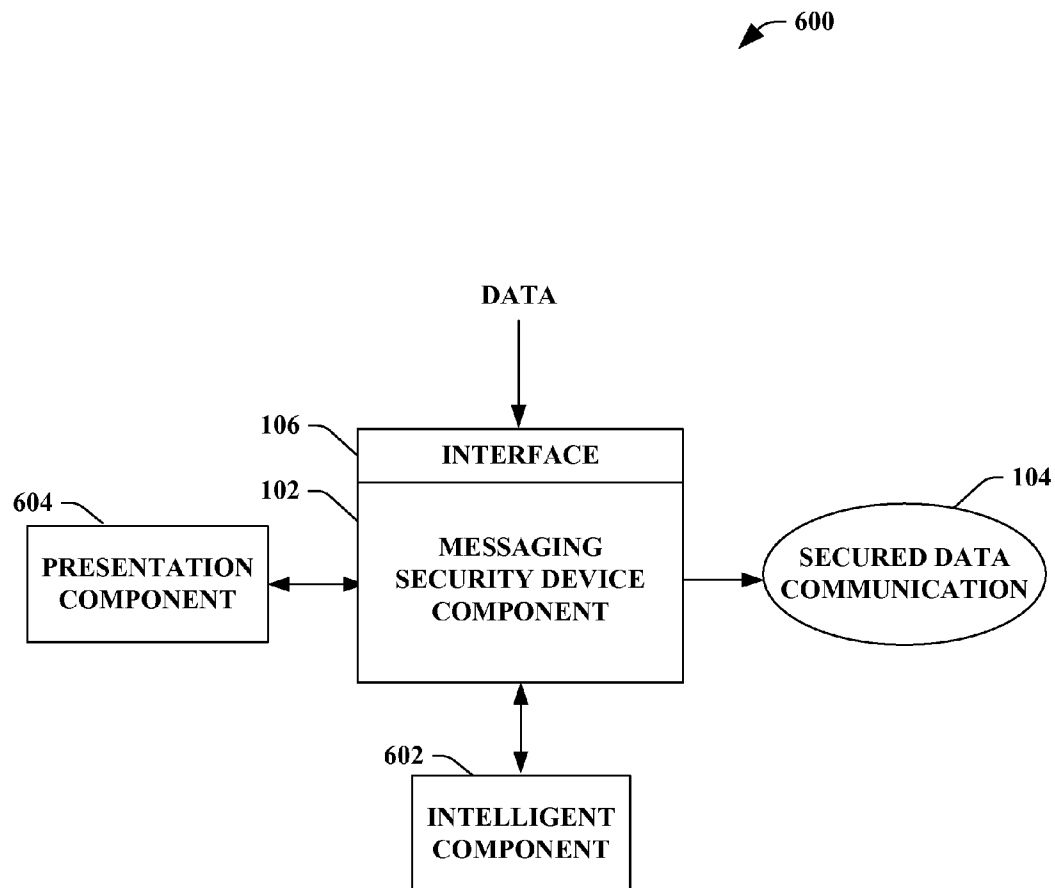 600
DATA
106
INTERFACE
102
MESSAGING
SECURITY DEVICE
COMPONENT
604
PRESENTATION
COMPONENT
104
SECURED DATA
COMMUNICATION
602
INTELLIGENT
COMPONENT